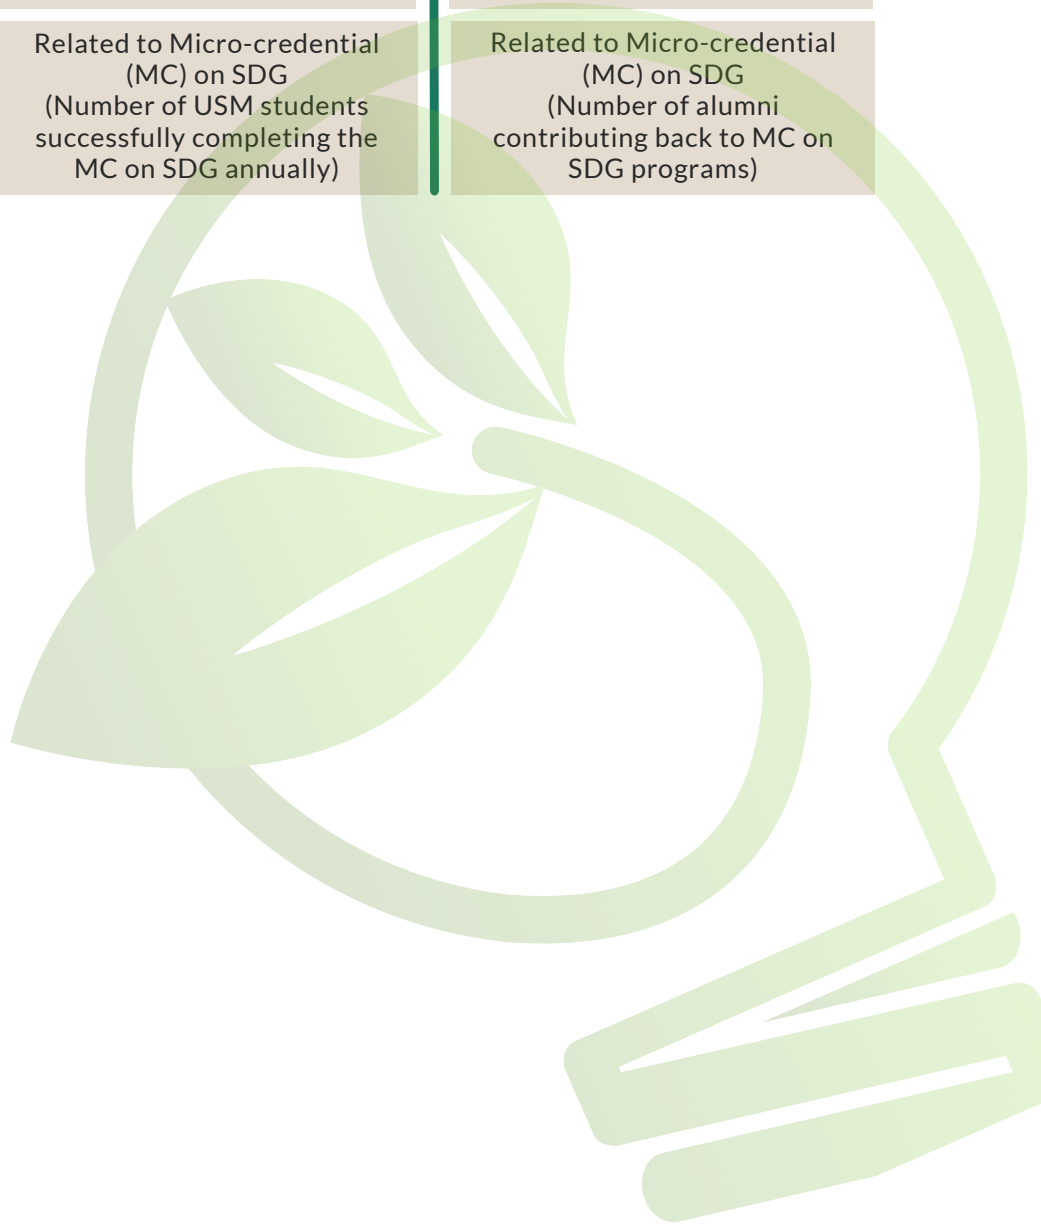 Related to Micro-credential
(MC) on SDG
(Number of USM students
successfully completing the
MC on SDG annually)
Related to Micro-credential
(MC) on SDG
(Number of alumni
contributing back to MC on
SDG programs)